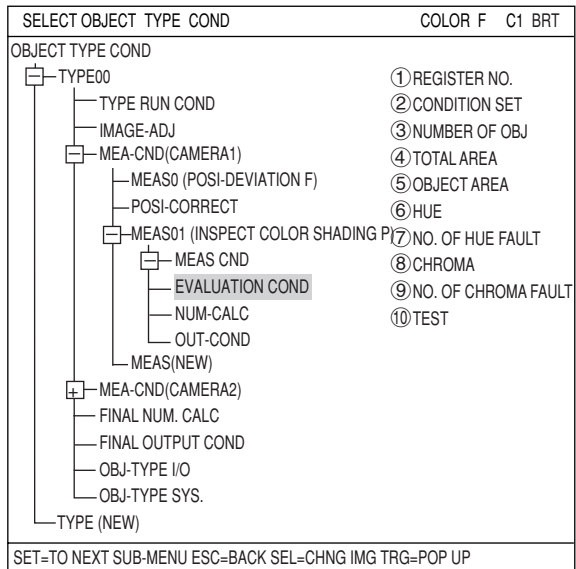 SELECT OBJECT TYPE COND COLOR F C1 BRT
OBJECT TYPE COND
TYPE00
TYPE RUN COND
IMAGE-ADJ
MEA-CND(CAMERA1)
MEAS0 (POSI-DEVIATION F)
POSI-CORRECT
MEAS01 (INSPECT COLOR SHADING P)
MEAS CND
EVALUATION COND
NUM-CALC
OUT-COND
MEAS(NEW)
MEA-CND(CAMERA2)
FINAL NUM. CALC
FINAL OUTPUT COND
OBJ-TYPE I/O
OBJ-TYPE SYS.
TYPE (NEW)
①REGISTER NO.
②CONDITION SET
③NUMBER OF OBJ
④TOTAL AREA
⑤OBJECT AREA
⑥HUE
⑦NO. OF HUE FAULT
⑧CHROMA
⑨NO. OF CHROMA FAULT
⑩TEST
SET=TO NEXT SUB-MENU ESC=BACK SEL=CHNG IMG TRG=POP UP